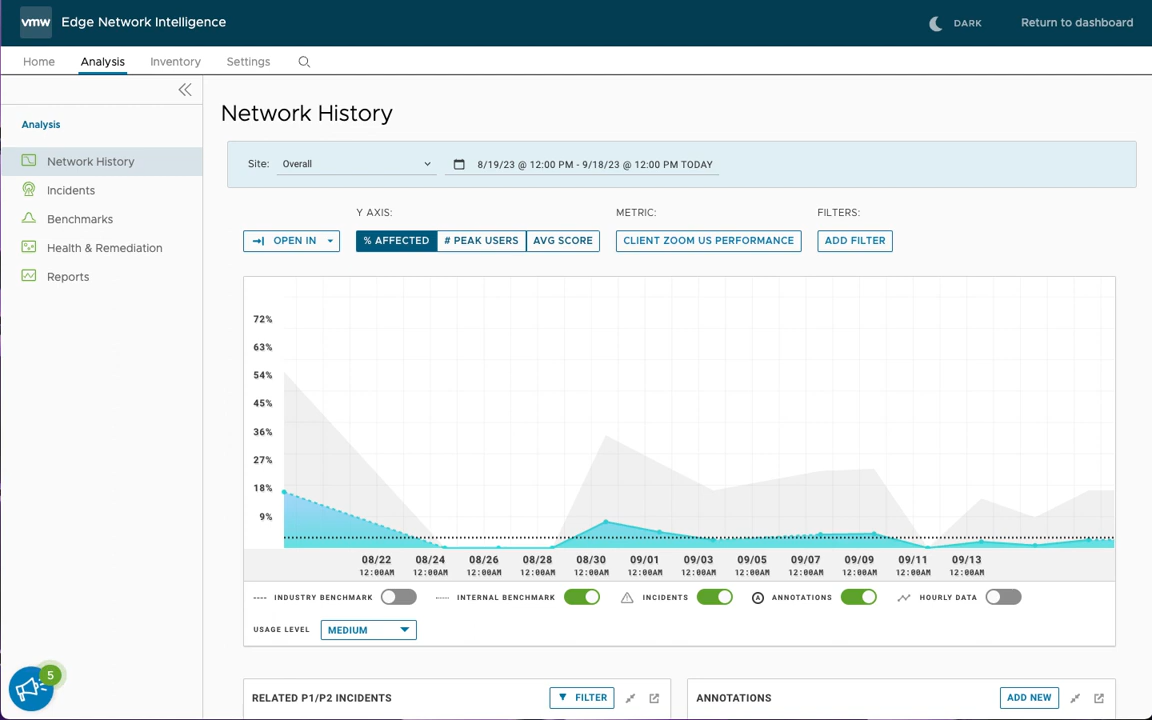 vmw Edge Network Intelligence DARK Return to dashboard
Home Analysis Inventory Settings
Analysis
Network History
Incidents
Benchmarks
Health & Remediation
Reports
Network History
Site: Overall 8/19/23 @ 12:00 PM - 9/18/23 @ 12:00 PM TODAY
Y AXIS: METRIC: FILTERS:
OPEN IN % AFFECTED # PEAK USERS AVG SCORE CLIENT ZOOM US PERFORMANCE ADD FILTER
72%
63%
54%
45%
36%
27%
18%
9%
08/22 08/24 08/26 08/28 08/30 09/01 09/03 09/05 09/07 09/09 09/11 09/13
12:00AM 12:00AM 12:00AM 12:00AM 12:00AM 12:00AM 12:00AM 12:00AM 12:00AM 12:00AM 12:00AM 12:00AM
INDUSTRY BENCHMARK INTERNAL BENCHMARK INCIDENTS A ANNOTATIONS HOURLY DATA
USAGE LEVEL MEDIUM
5
RELATED P1/P2 INCIDENTS FILTER ANNOTATIONS ADD NEW